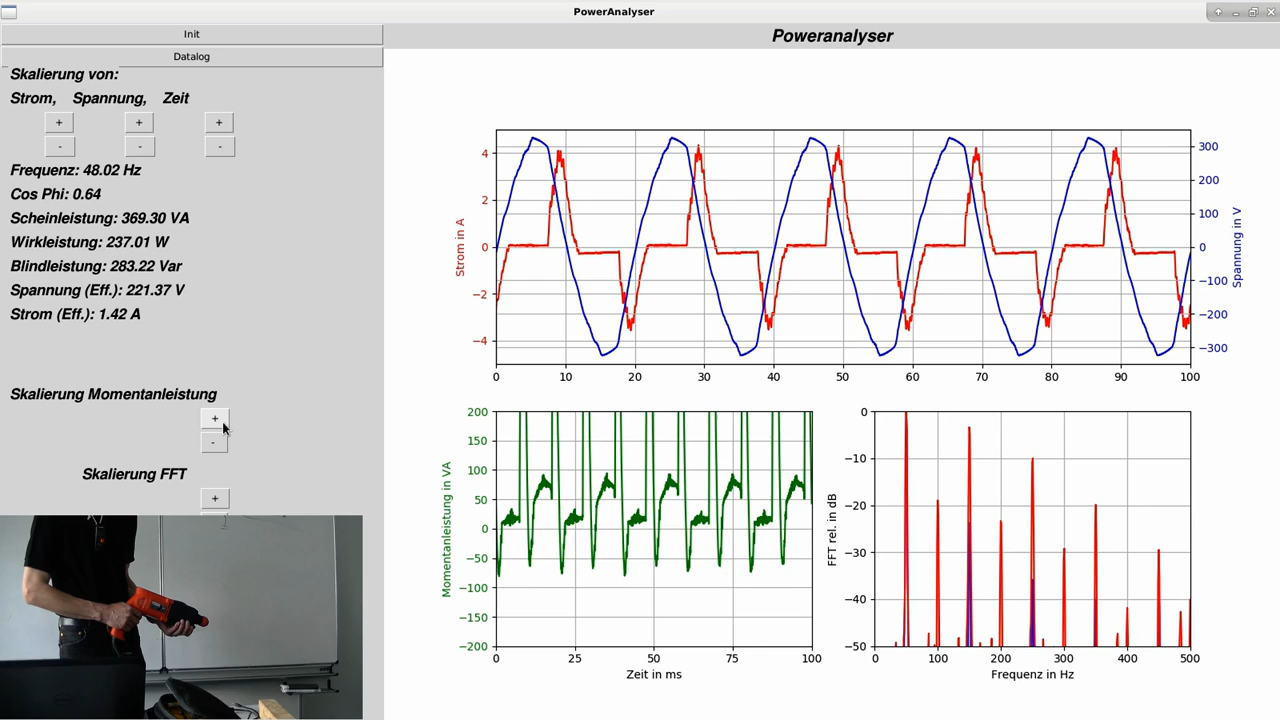 PowerAnalyser
Init
Datalog
Poweranalyser
Skalierung von:
Strom, Spannung, Zeit
+ + +
- - -
Frequenz: 48.02 Hz
Cos Phi: 0.64
Scheinleistung: 369.30 VA
Wirkleistung: 237.01 W
Blindleistung: 283.22 Var
Spannung (Eff.): 221.37 V
Strom (Eff.): 1.42 A
Skalierung Momentanleistung
+
-
Skalierung FFT
+
Strom in A
4
2
0
−2
−4
300
200
100
0
−100
−200
−300
Spannung in V
0 10 20 30 40 50 60 70 80 90 100
Momentanleistung in VA
200
150
100
50
0
−50
−100
−150
−200
0 25 50 75 100
Zeit in ms
FFT rel. in dB
0
−10
−20
−30
−40
−50
0 100 200 300 400 500
Frequenz in Hz